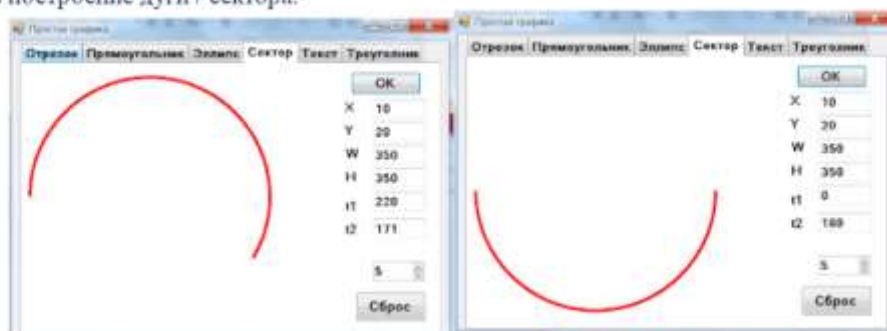 построение дуги / сектора.
Простая графика
Отрезок Прямоугольник Эллипс Сектор Текст Треуголник
OK
X 10
Y 20
W 350
H 350
t1 220
t2 171
5
Сброс
Простая графика
Отрезок Прямоугольник Эллипс Сектор Текст Треуголник
OK
X 10
Y 20
W 350
H 350
t1 0
t2 180
5
Сброс